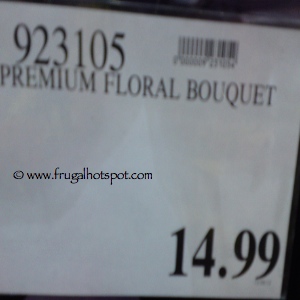 923105
PREMIUM FLORAL BOUQUET
© www.frugalhotspot.com
14.99